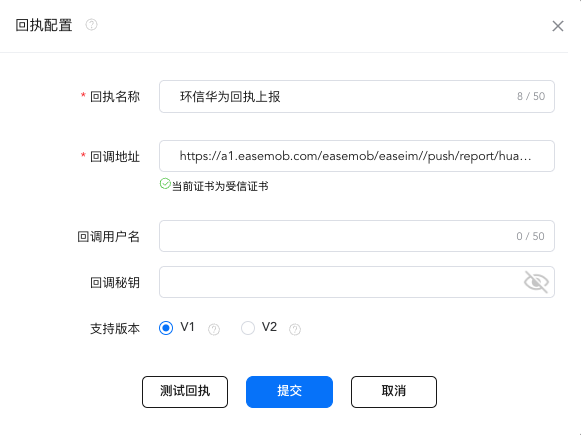 回执配置
* 回执名称 环信华为回执上报 8 / 50
* 回调地址 https://a1.easemob.com/easemob/easeim//push/report/hua...
当前证书为受信证书
回调用户名 0 / 50
回调秘钥
支持版本 V1 V2
测试回执 提交 取消